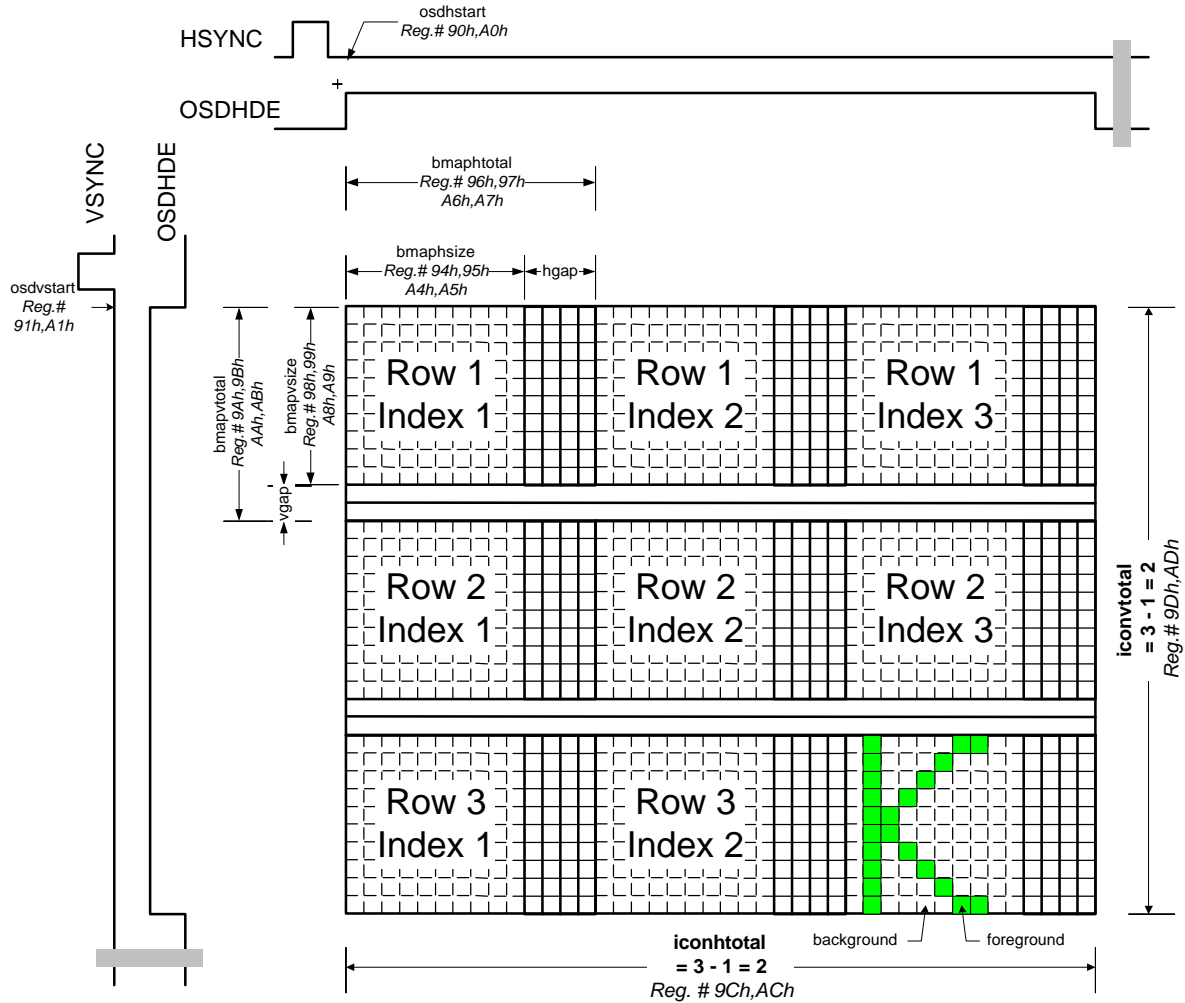 osdhstart
Reg.# 90h,A0h
HSYNC
+
OSDHDE
VSYNC
OSDHDE
bmaphtotal
Reg.# 96h,97h
A6h,A7h
bmaphsize
Reg.# 94h,95h
A4h,A5h
hgap
osdvstart
Reg.#
91h,A1h
bmapvtotal
Reg.# 9Ah,9Bh
AAh,ABh
bmapvsize
Reg.# 98h,99h
A8h,A9h
vgap
Row 1
Index 1
Row 1
Index 2
Row 1
Index 3
Row 2
Index 1
Row 2
Index 2
Row 2
Index 3
iconvtotal
= 3 - 1 = 2
Reg.# 9Dh,ADh
Row 3
Index 1
Row 3
Index 2
background
foreground
iconhtotal
= 3 - 1 = 2
Reg. # 9Ch,ACh